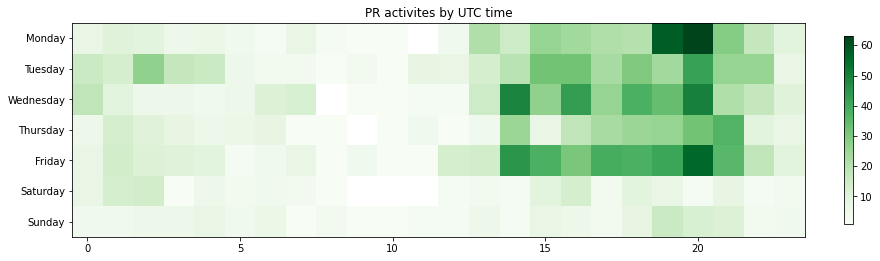 PR activites by UTC time
Monday
Tuesday
Wednesday
Thursday
Friday
Saturday
Sunday
0 5 10 15 20
60
50
40
30
20
10